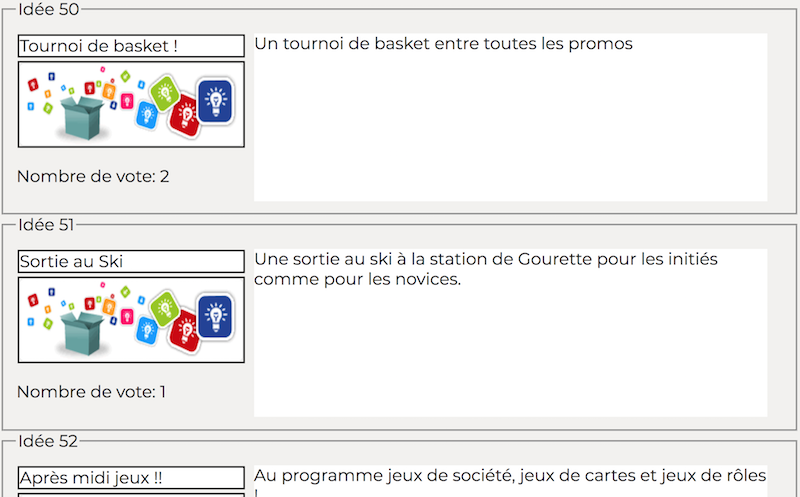 Idée 50
Tournoi de basket !
Un tournoi de basket entre toutes les promos
Nombre de vote: 2
Idée 51
Sortie au Ski
Une sortie au ski à la station de Gourette pour les initiés
comme pour les novices.
Nombre de vote: 1
Idée 52
Après midi jeux !!
Au programme jeux de société, jeux de cartes et jeux de rôles
!